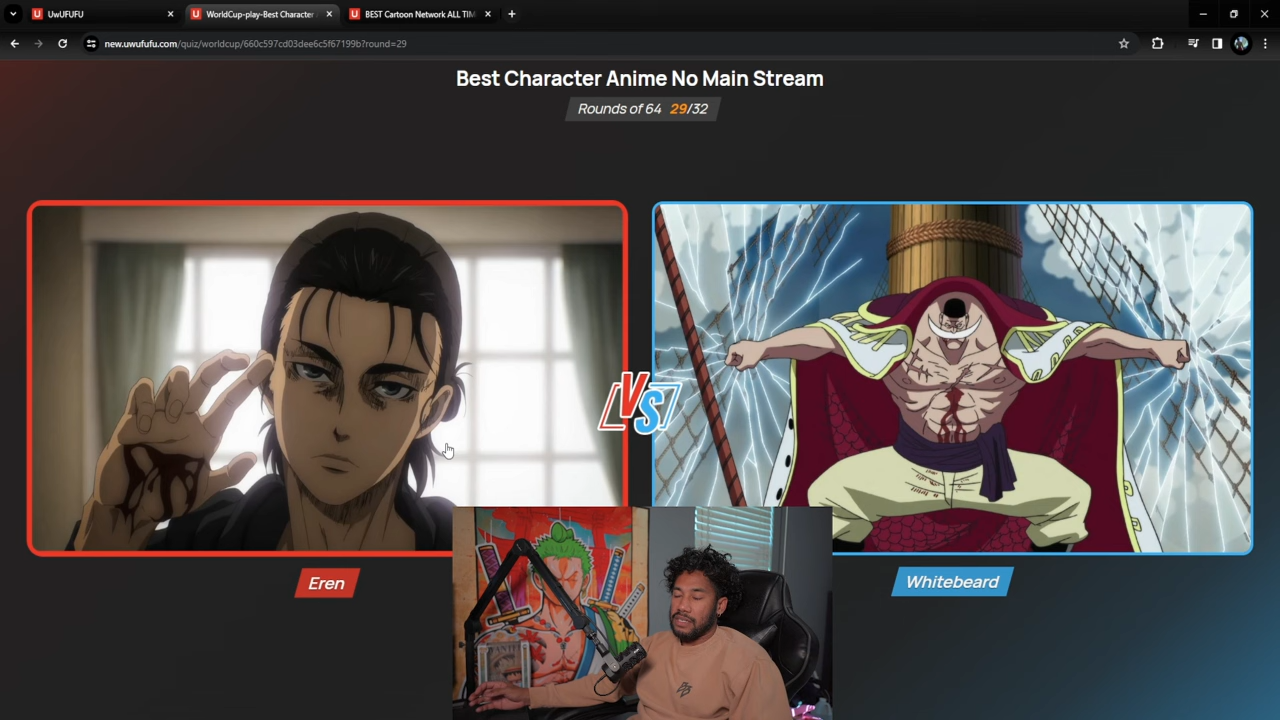 UwUFUFU
WorldCup-play-Best Character
BEST Cartoon Network ALL TIM
new.uwufufu.com/quiz/worldcup/660c597cd03dee6c5f67199b?round=29
Best Character Anime No Main Stream
Rounds of 64 29/32
VS
Eren
Whitebeard